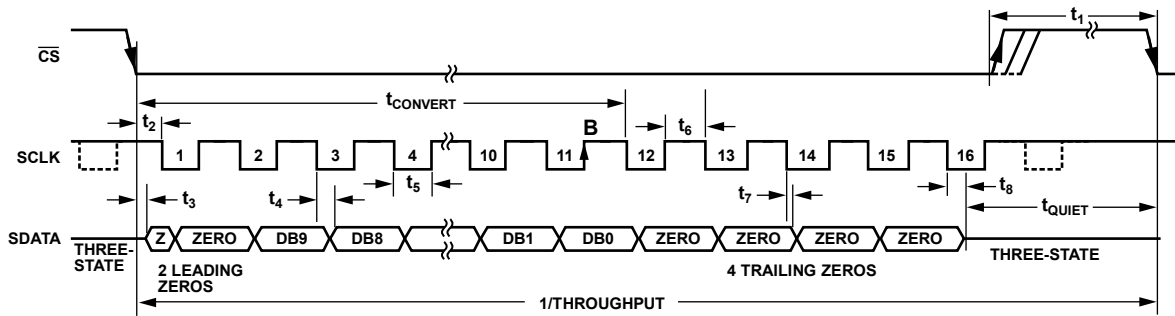 t1
CS
tCONVERT
t2
B
t6
SCLK
1 2 3 4 10 11 12 13 14 15 16
t3
t4
t5
t7
t8
tQUIET
SDATA
Z ZERO DB9 DB8 DB1 DB0 ZERO ZERO ZERO ZERO
THREE-
STATE
2 LEADING
ZEROS
4 TRAILING ZEROS
THREE-STATE
1/THROUGHPUT